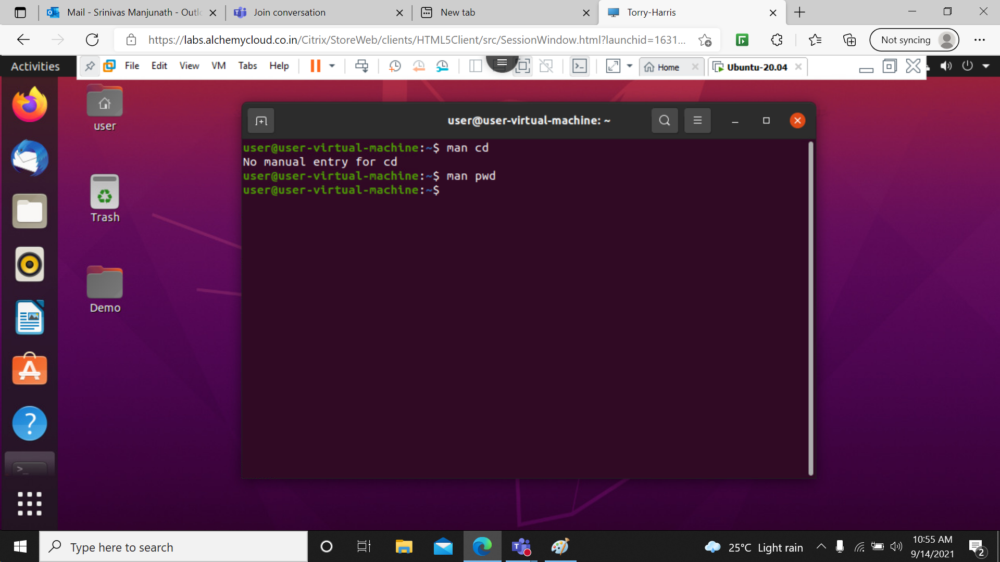 Mail - Srinivas Manjunath - Outlo
Join conversation
New tab
Torry-Harris
https://labs.alchemycloud.co.in/Citrix/StoreWeb/clients/HTML5Client/src/SessionWindow.html?launchid=1631...
Not syncing
Activities
File Edit View VM Tabs Help
Home
Ubuntu-20.04
user
Trash
Demo
user@user-virtual-machine: ~
user@user-virtual-machine:~$ man cd
No manual entry for cd
user@user-virtual-machine:~$ man pwd
user@user-virtual-machine:~$
Type here to search
25°C Light rain
10:55 AM
9/14/2021
2